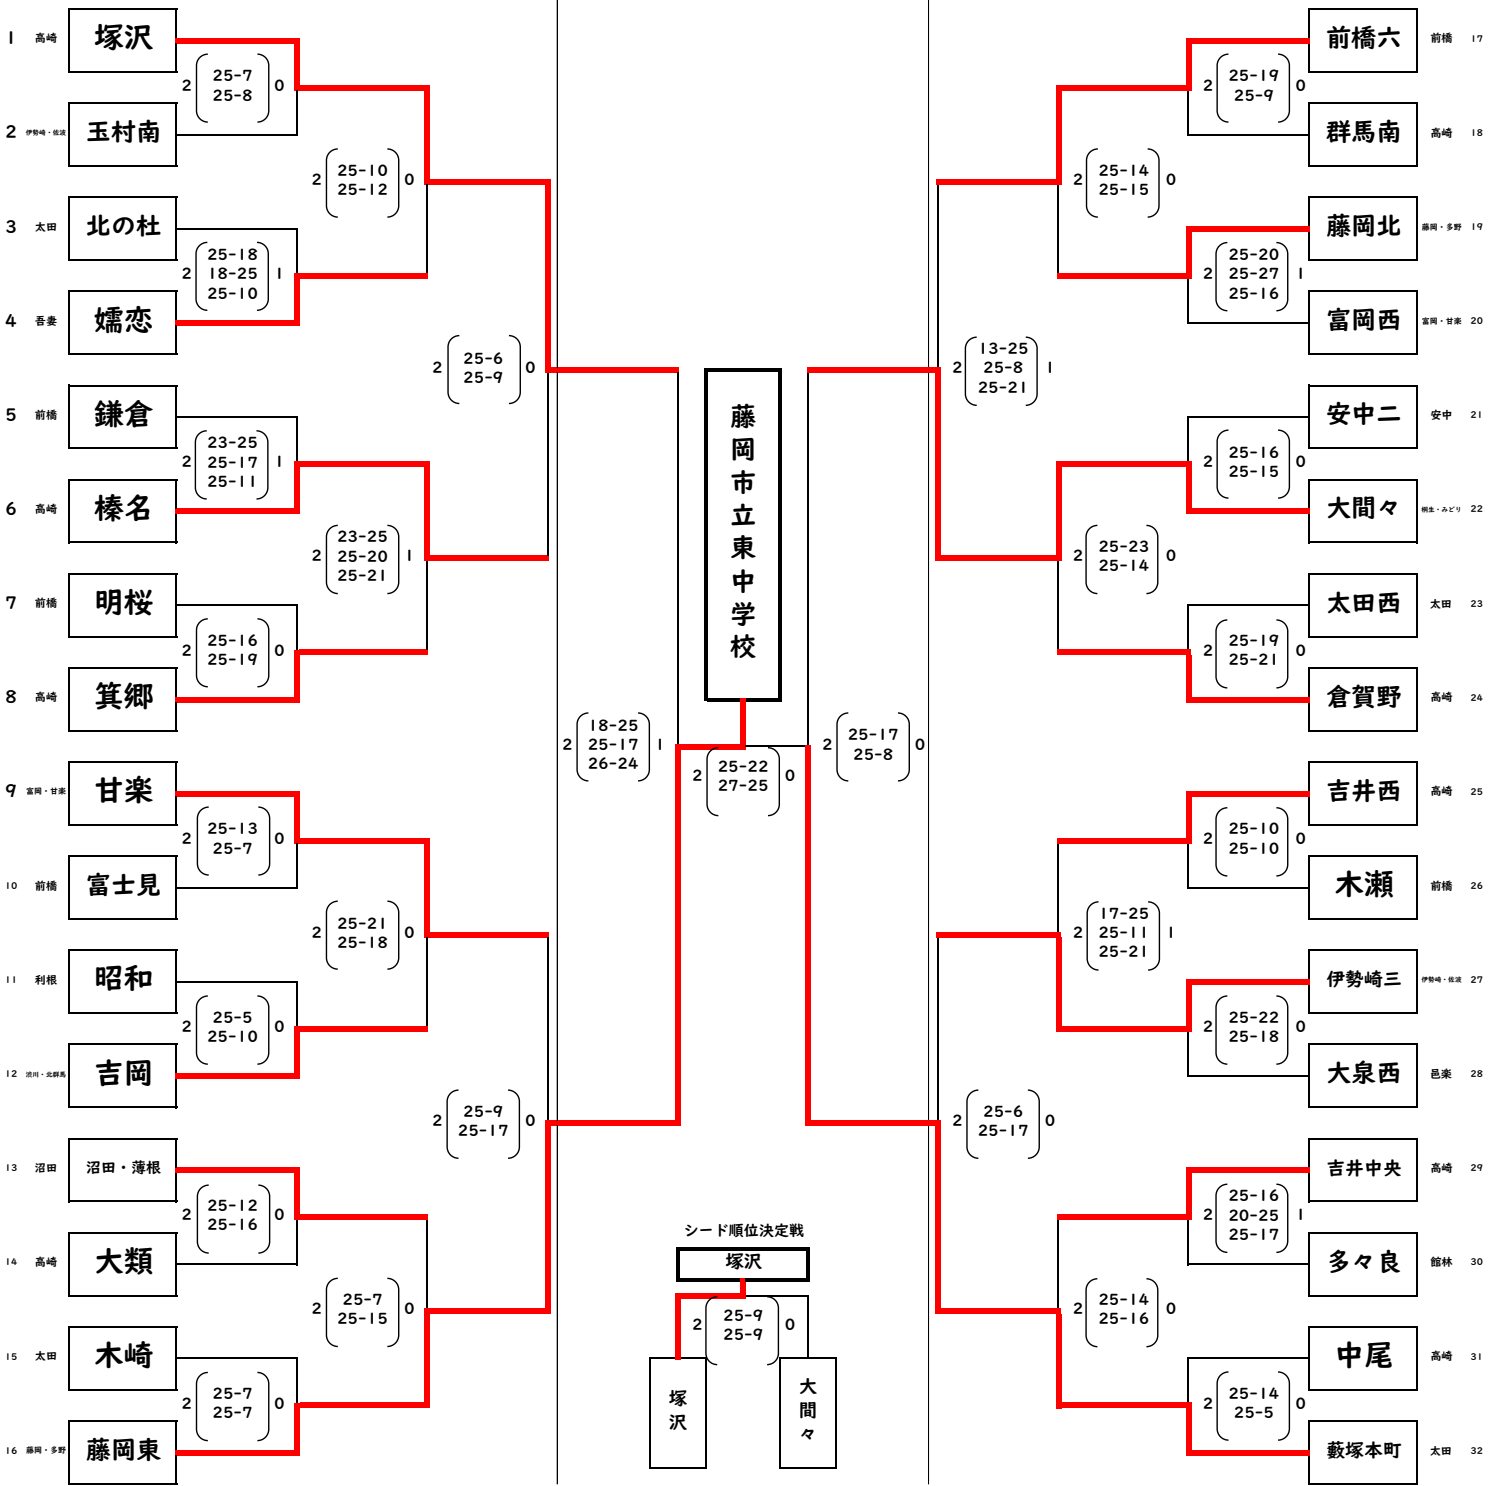 1 高崎 塚沢
2 25-7 0
25-8
2 伊勢崎・佐波 玉村南
2 25-10 0
25-12
3 太田 北の杜
2 25-18 1
18-25
25-10
4 吾妻 嬬恋
2 25-6 0
25-9
5 前橋 鎌倉
2 23-25 1
25-17
25-11
6 高崎 榛名
2 23-25 1
25-20
25-21
7 前橋 明桜
2 25-16 0
25-19
8 高崎 箕郷
2 18-25 1
25-17
26-24
9 富岡・甘楽 甘楽
2 25-13 0
25-7
10 前橋 富士見
2 25-21 0
25-18
11 利根 昭和
2 25-5 0
25-10
12 渋川・北群馬 吉岡
2 25-9 0
25-17
13 沼田 沼田・薄根
2 25-12 0
25-16
14 高崎 大類
2 25-7 0
25-15
15 太田 木崎
2 25-7 0
25-7
16 藤岡・多野 藤岡東
藤岡市立東中学校
2 25-22 0
27-25
シード順位決定戦
塚沢
2 25-9 0
25-9
塚沢
大間々
前橋六 前橋 17
2 25-19 0
25-9
群馬南 高崎 18
2 25-14 0
25-15
藤岡北 藤岡・多野 19
2 25-20 1
25-27
25-16
富岡西 富岡・甘楽 20
2 13-25 1
25-8
25-21
安中二 安中 21
2 25-16 0
25-15
大間々 桐生・みどり 22
2 25-23 0
25-14
太田西 太田 23
2 25-19 0
25-21
倉賀野 高崎 24
2 25-17 0
25-8
吉井西 高崎 25
2 25-10 0
25-10
木瀬 前橋 26
2 17-25 1
25-11
25-21
伊勢崎三 伊勢崎・佐波 27
2 25-22 0
25-18
大泉西 邑楽 28
2 25-6 0
25-17
吉井中央 高崎 29
2 25-16 1
20-25
25-17
多々良 館林 30
2 25-14 0
25-16
中尾 高崎 31
2 25-14 0
25-5
藪塚本町 太田 32